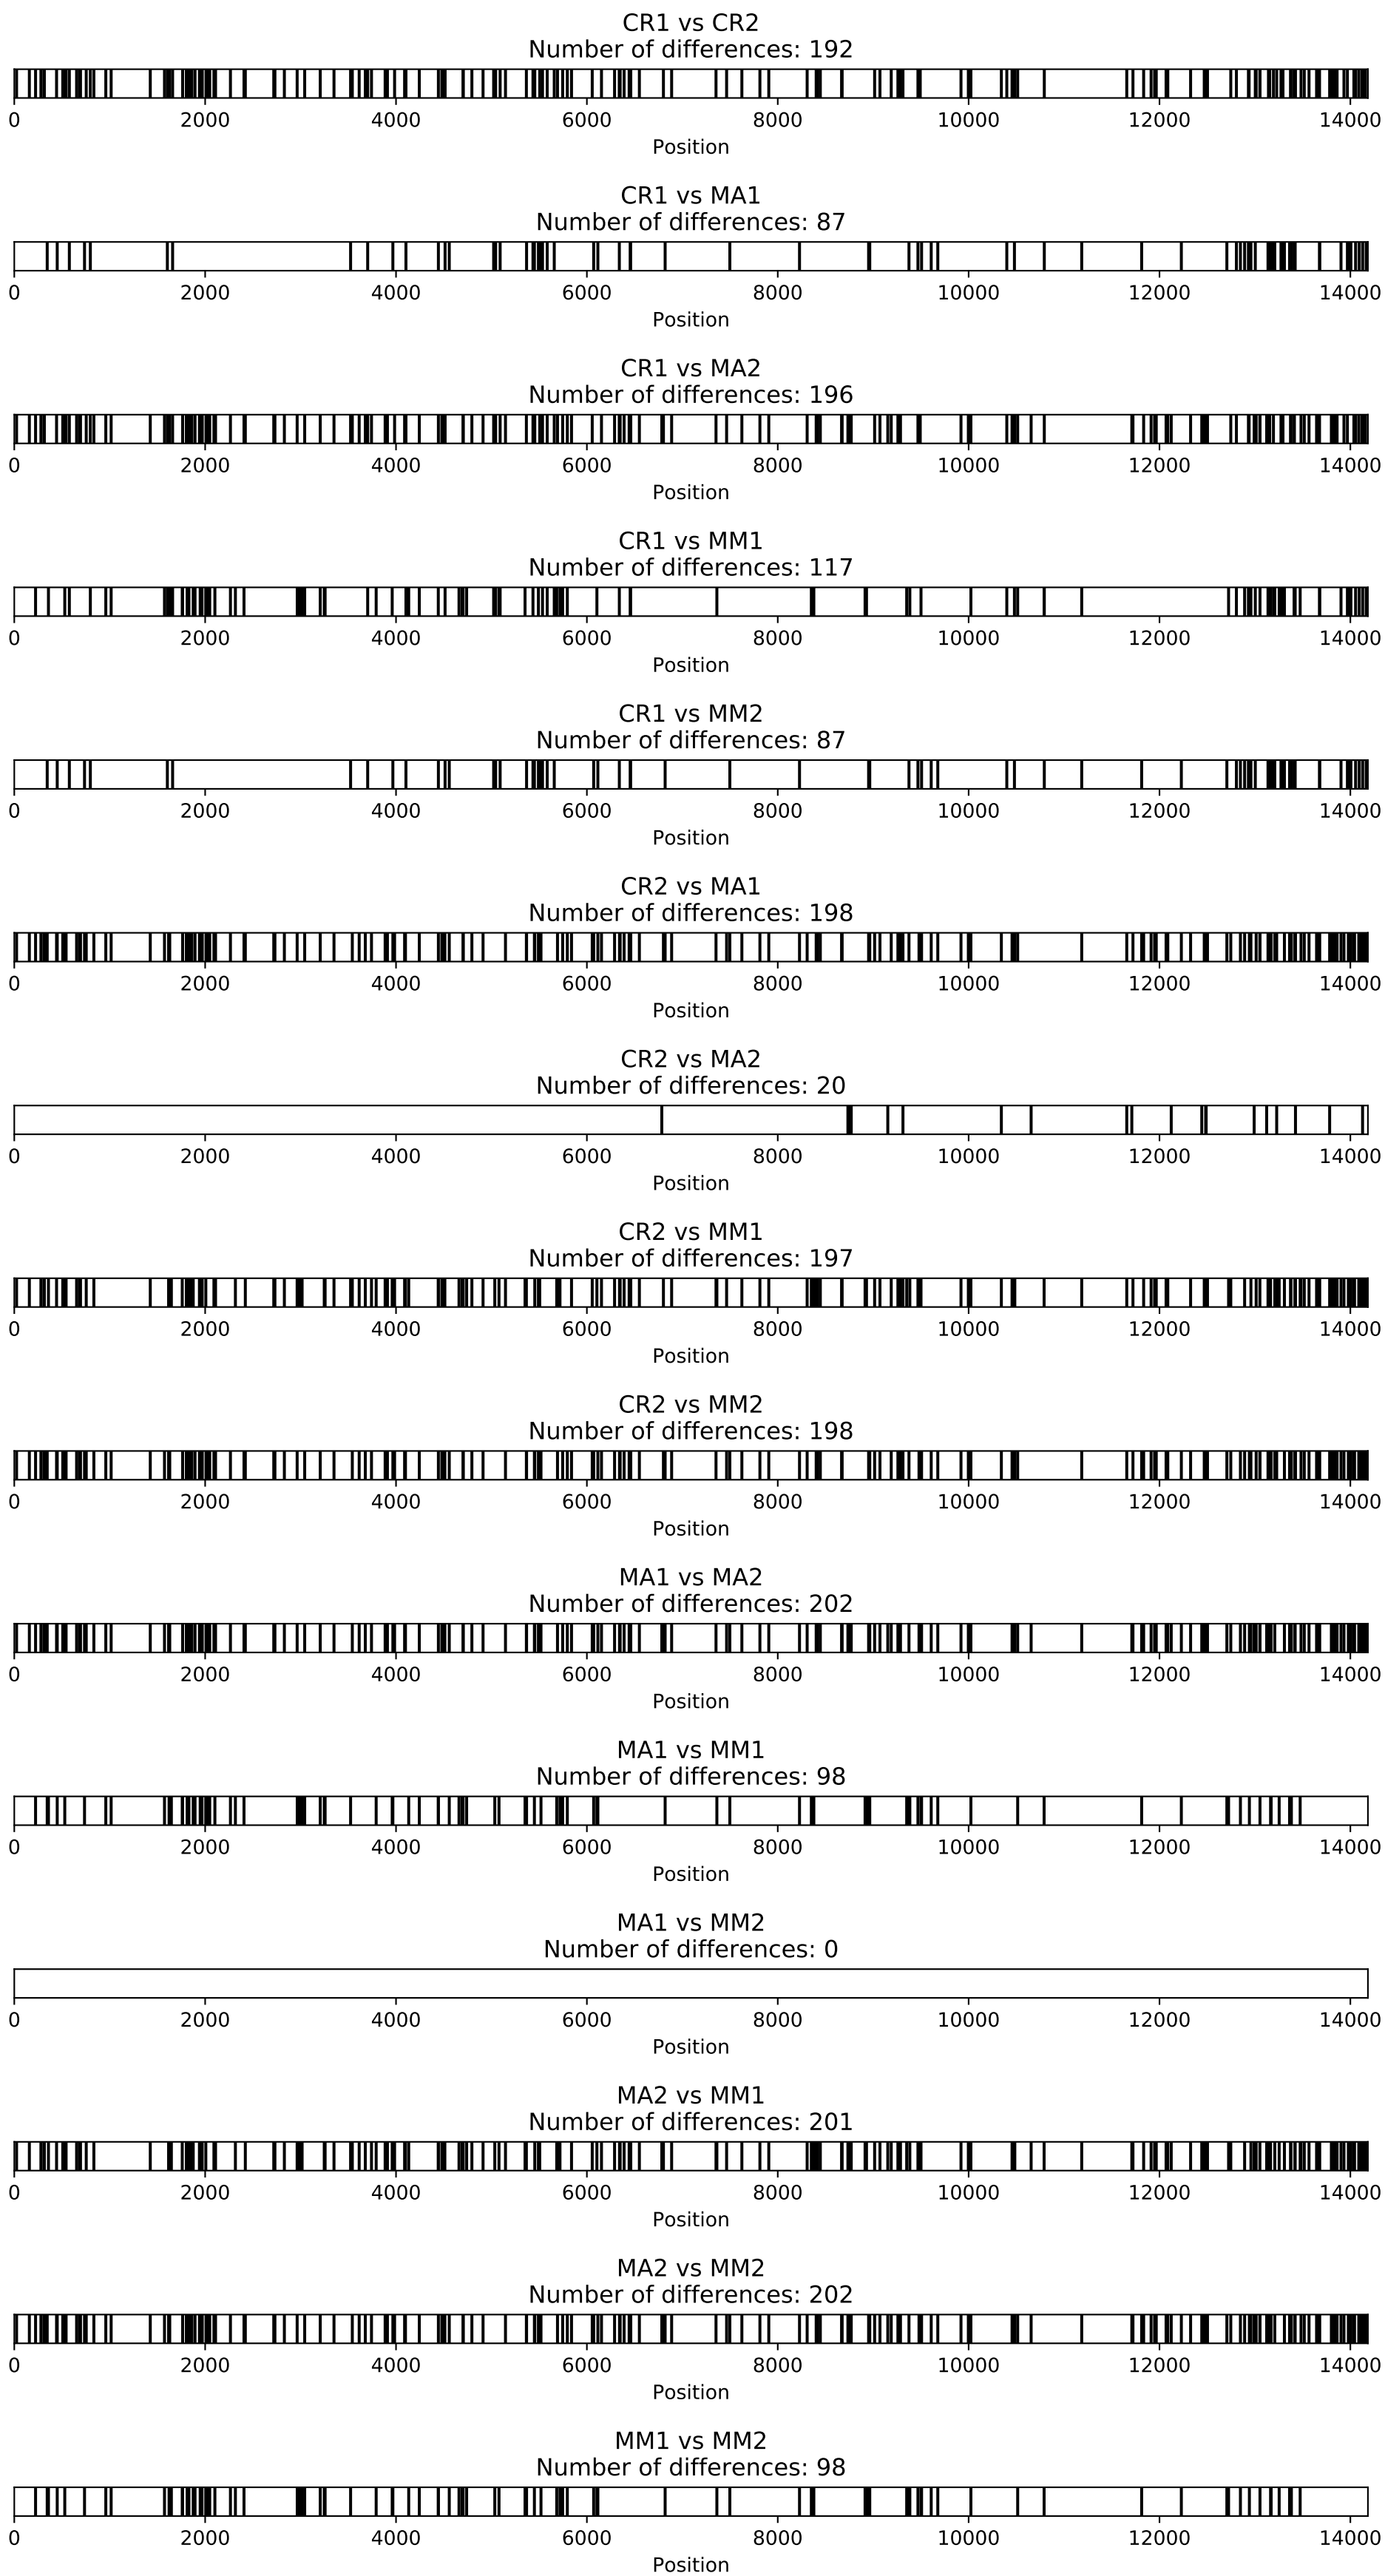 CR1 vs CR2
Number of differences: 192
0 2000 4000 6000 8000 10000 12000 14000
Position
CR1 vs MA1
Number of differences: 87
0 2000 4000 6000 8000 10000 12000 14000
Position
CR1 vs MA2
Number of differences: 196
0 2000 4000 6000 8000 10000 12000 14000
Position
CR1 vs MM1
Number of differences: 117
0 2000 4000 6000 8000 10000 12000 14000
Position
CR1 vs MM2
Number of differences: 87
0 2000 4000 6000 8000 10000 12000 14000
Position
CR2 vs MA1
Number of differences: 198
0 2000 4000 6000 8000 10000 12000 14000
Position
CR2 vs MA2
Number of differences: 20
0 2000 4000 6000 8000 10000 12000 14000
Position
CR2 vs MM1
Number of differences: 197
0 2000 4000 6000 8000 10000 12000 14000
Position
CR2 vs MM2
Number of differences: 198
0 2000 4000 6000 8000 10000 12000 14000
Position
MA1 vs MA2
Number of differences: 202
0 2000 4000 6000 8000 10000 12000 14000
Position
MA1 vs MM1
Number of differences: 98
0 2000 4000 6000 8000 10000 12000 14000
Position
MA1 vs MM2
Number of differences: 0
0 2000 4000 6000 8000 10000 12000 14000
Position
MA2 vs MM1
Number of differences: 201
0 2000 4000 6000 8000 10000 12000 14000
Position
MA2 vs MM2
Number of differences: 202
0 2000 4000 6000 8000 10000 12000 14000
Position
MM1 vs MM2
Number of differences: 98
0 2000 4000 6000 8000 10000 12000 14000
Position